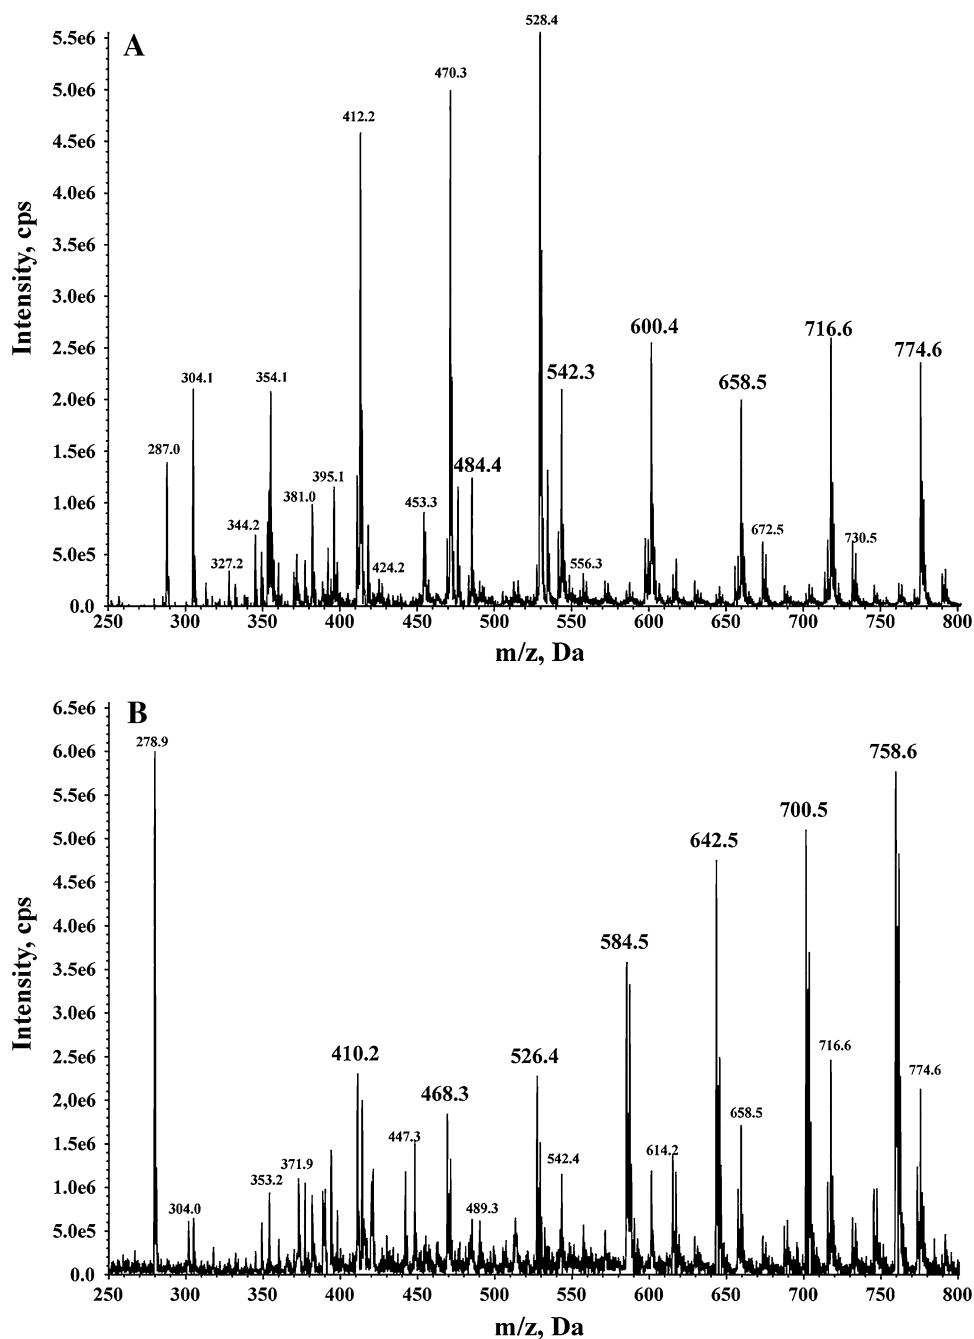 528.4
5.5e6
A
5.0e6
470.3
4.5e6
412.2
4.0e6
3.5e6
3.0e6
600.4
716.6
2.5e6
774.6
542.3
304.1
354.1
658.5
2.0e6
1.5e6
287.0
484.4
395.1
381.0
453.3
1.0e6
344.2
672.5
730.5
5.0e5
327.2
424.2
556.3
0.0
250 300 350 400 450 500 550 600 650 700 750 800
Intensity, cps
m/z, Da
6.5e6
B
278.9
758.6
6.0e6
5.5e6
700.5
5.0e6
642.5
4.5e6
4.0e6
584.5
3.5e6
3.0e6
2.5e6
410.2
526.4
716.6
774.6
2,0e6
468.3
658.5
1.5e6
447.3
371.9
614.2
353.2
542.4
1.0e6
304.0
489.3
5.0e5
0.0
250 300 350 400 450 500 550 600 650 700 750 800
Intensity, cps
m/z, Da